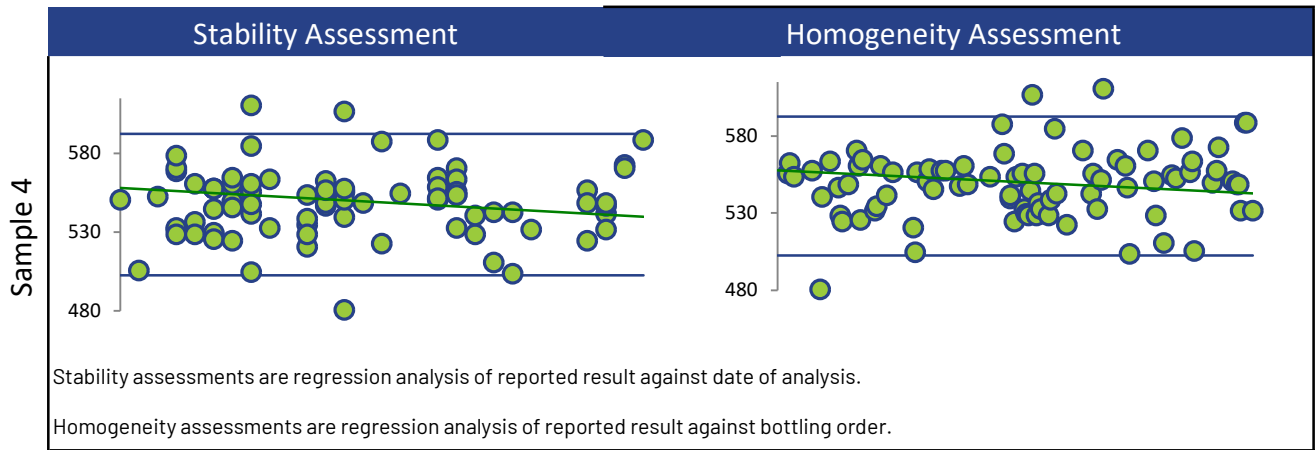 Stability Assessment
Homogeneity Assessment
Sample 4
580
530
480
580
530
480
Stability assessments are regression analysis of reported result against date of analysis.
Homogeneity assessments are regression analysis of reported result against bottling order.